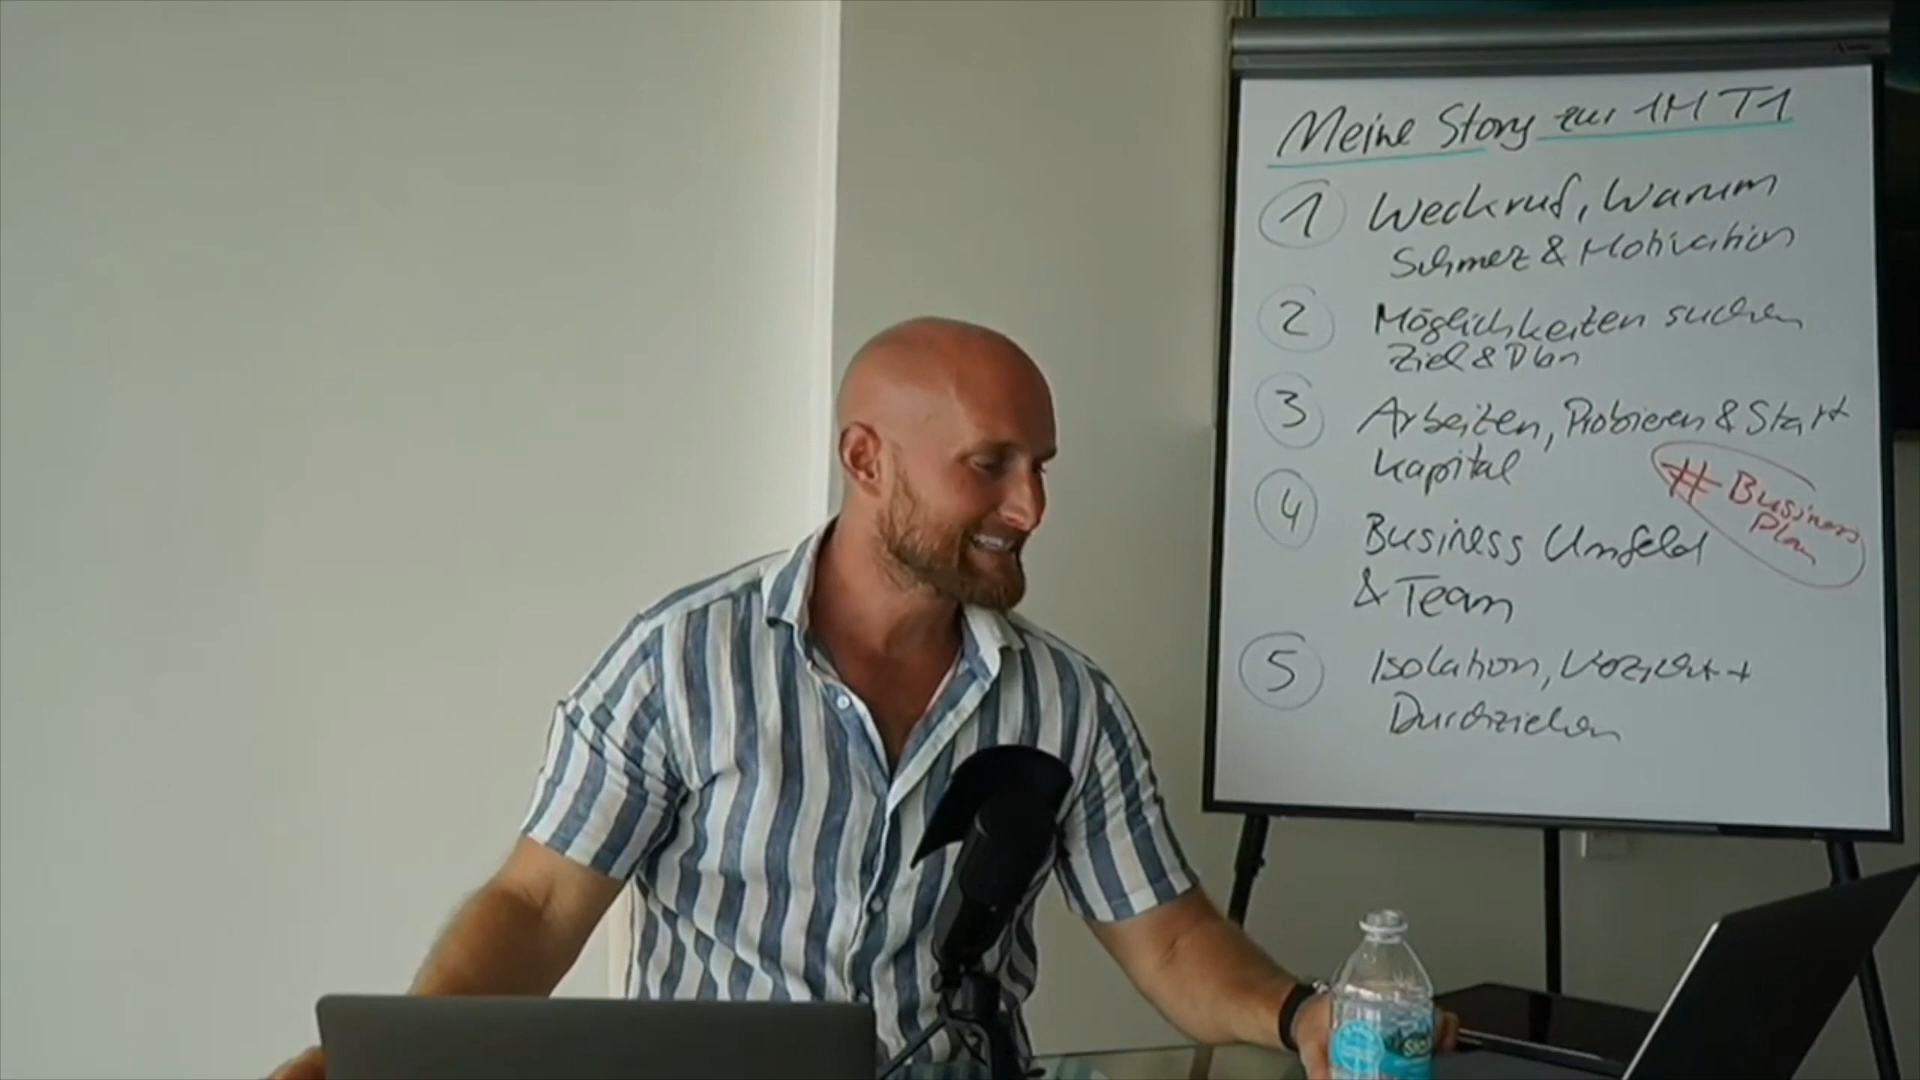 Meine Story zur 1M T1
1 Weckruf, Warum
Schmerz & Motivation
2 Möglichkeiten suchen
Ziel & Plan
3 Arbeiten, Probieren & Start
kapital
# Business
Plan
4 Business Umfeld
& Team
5 Isolation, Verzicht +
Durchziehen